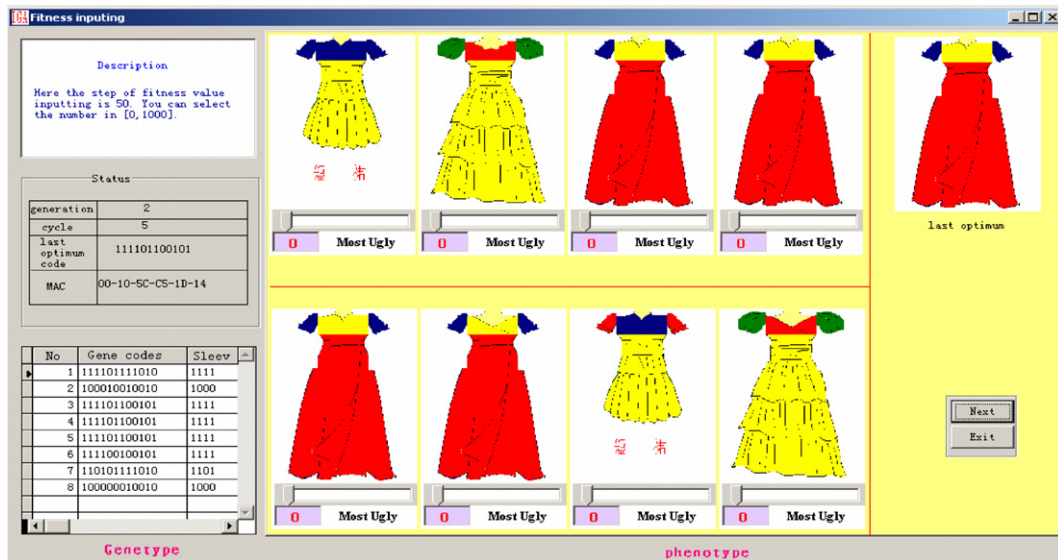 IGA Fitness inputing
Description
Here the step of fitness value
inputting is 50. You can select
the number in [0,1000].
Status
generation 2
cycle 5
last optimum code 111101100101
MAC 00-10-5C-C5-1D-14
No Gene codes Sleev
1 111101111010 1111
2 100010010010 1000
3 111101100101 1111
4 111101100101 1111
5 111101100101 1111
6 111100100101 1111
7 110101111010 1101
8 100000010010 1000
Genetype
0 Most Ugly
0 Most Ugly
0 Most Ugly
0 Most Ugly
last optimum
0 Most Ugly
0 Most Ugly
0 Most Ugly
0 Most Ugly
Next
Exit
phenotype